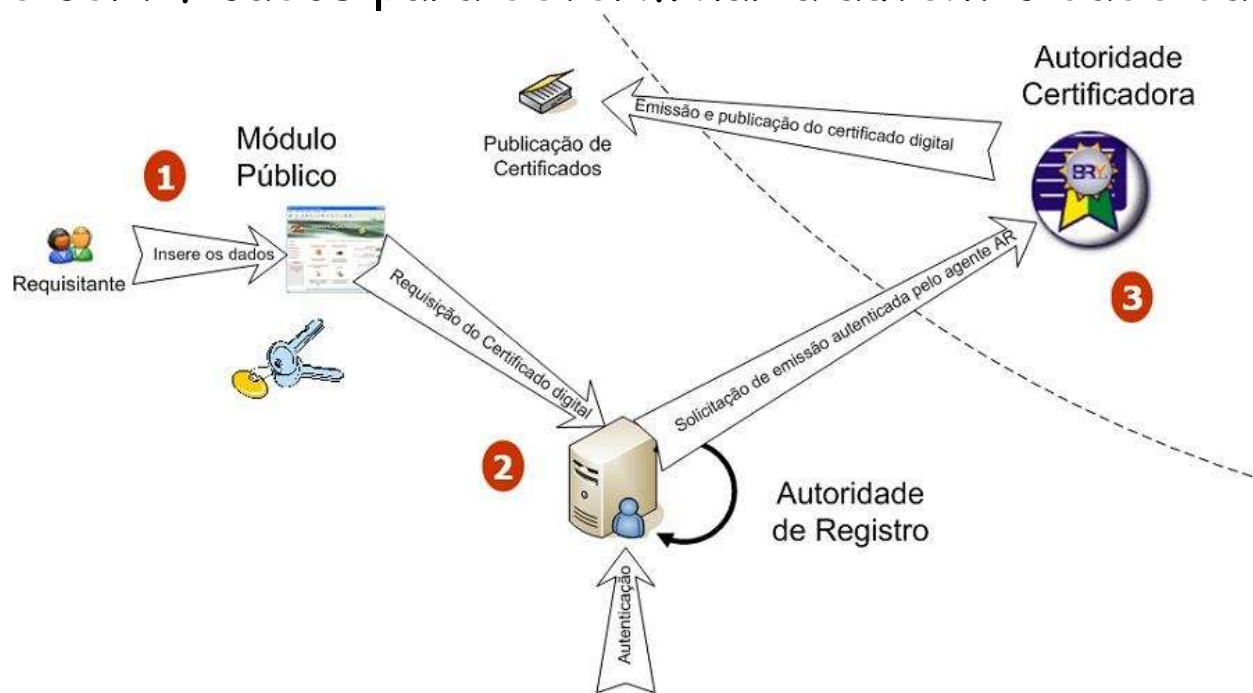 Autoridade
Certificadora
Emissão e publicação do certificado digital
Publicação de
Certificados
Módulo
Público
1
Insere os dados
Requisitante
BRY
Requisição do Certificado digital
Solicitação de emissão autenticada pelo agente AR
3
2
Autoridade
de Registro
Autenticação